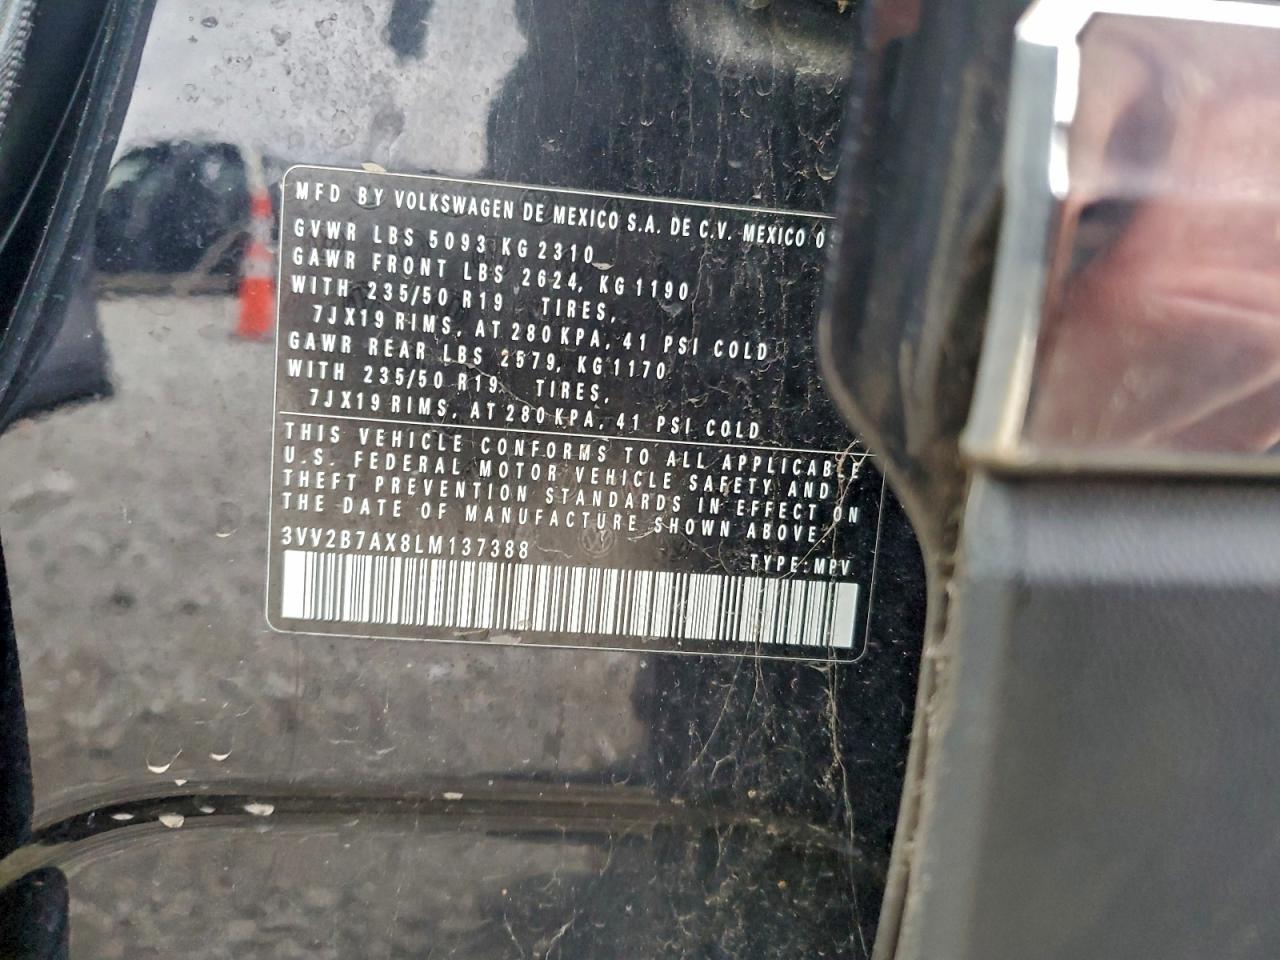 MFD BY VOLKSWAGEN DE MEXICO S.A. DE C.V. MEXICO
GVWR LBS 5093 KG 2310
GAWR FRONT LBS 2624, KG 1190
WITH 235/50 R19 TIRES,
7JX19 RIMS, AT 280 KPA, 41 PSI COLD
GAWR REAR LBS 2579, KG 1170
WITH 235/50 R19 TIRES,
7JX19 RIMS, AT 280 KPA, 41 PSI COLD
THIS VEHICLE CONFORMS TO ALL APPLICABLE
U.S. FEDERAL MOTOR VEHICLE SAFETY AND
THEFT PREVENTION STANDARDS IN EFFECT ON
THE DATE OF MANUFACTURE SHOWN ABOVE.
3VV2B7AX8LM137388
TYPE: MPV